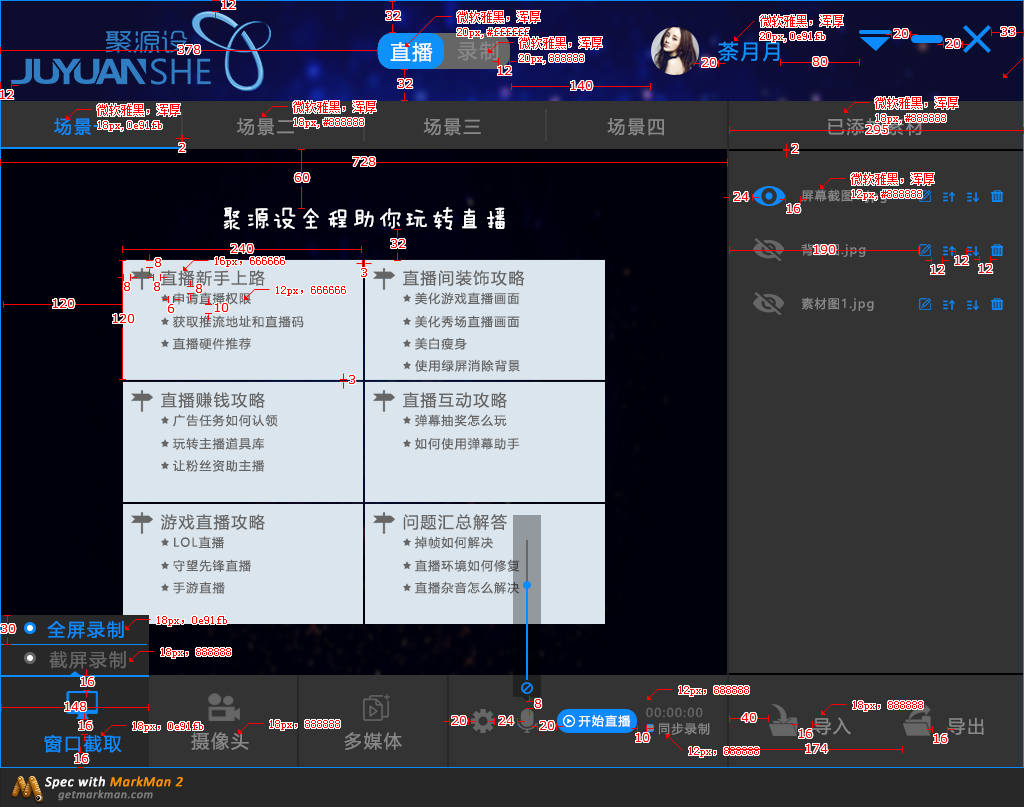 12
32
微软雅黑，浑厚
20px, #ffffff
微软雅黑，浑厚
20px, 0e91fb
聚源设
JUYUANSHE
378
直播
录制
微软雅黑，浑厚
20px, 888888
12
20
荼月月
80
20
20
33
12
32
140
微软雅黑，浑厚
18px, 0e91fb
微软雅黑，浑厚
18px, #888888
微软雅黑，浑厚
18px, #888888
场景一
场景二
场景三
场景四
已添加素材
295
2
2
728
60
微软雅黑，浑厚
12px, #888888
24
屏幕截图1.jpg
16
聚源设全程助你玩转直播
32
240
190
背景1.jpg
12
12
12
8
16px, 666666
3
直播新手上路
8
8
8
12px, 666666
申请直播权限
6
10
获取推流地址和直播码
直播硬件推荐
120
120
3
直播间装饰攻略
美化游戏直播画面
美化秀场直播画面
美白瘦身
使用绿屏消除背景
素材图1.jpg
直播赚钱攻略
广告任务如何认领
玩转主播道具库
让粉丝资助主播
直播互动攻略
弹幕抽奖怎么玩
如何使用弹幕助手
游戏直播攻略
LOL直播
守望先锋直播
手游直播
问题汇总解答
掉帧如何解决
直播环境如何修复
直播杂音怎么解决
30
全屏录制
18px, 0e91fb
截屏录制
18px, 888888
16
148
16
窗口截取
18px, 0e91fb
16
摄像头
18px, 888888
多媒体
20
24
8
20
开始直播
10
12px, 888888
00:00:00
同步录制
12px, 888888
40
16
导入
18px, 888888
174
16
导出
Spec with MarkMan 2
getmarkman.com